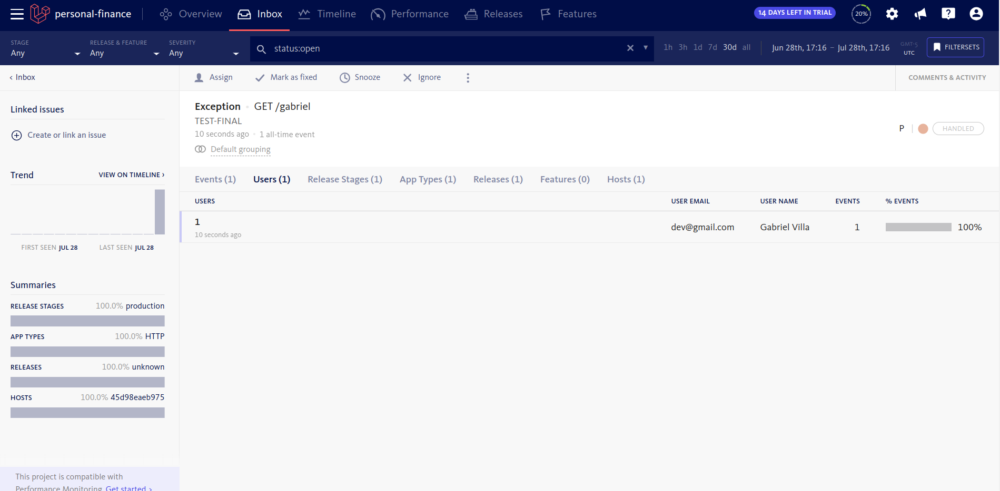 personal-finance
Overview
Inbox
Timeline
Performance
Releases
Features
14 DAYS LEFT IN TRIAL
20%
STAGE
Any
RELEASE & FEATURE
Any
SEVERITY
Any
status:open
1h 3h 1d 7d 30d all
Jun 28th, 17:16 – Jul 28th, 17:16
GMT-5
UTC
FILTERSETS
‹ Inbox
Assign
Mark as fixed
Snooze
Ignore
COMMENTS & ACTIVITY
Linked issues
Create or link an issue
Trend
VIEW ON TIMELINE ›
FIRST SEEN JUL 28
LAST SEEN JUL 28
Summaries
RELEASE STAGES 100.0% production
APP TYPES 100.0% HTTP
RELEASES 100.0% unknown
HOSTS 100.0% 45d98eaeb975
This project is compatible with
Performance Monitoring. Get started ›
Exception • GET /gabriel
TEST-FINAL
10 seconds ago • 1 all-time event
Default grouping
P
HANDLED
Events (1)
Users (1)
Release Stages (1)
App Types (1)
Releases (1)
Features (0)
Hosts (1)
USERS
USER EMAIL
USER NAME
EVENTS
% EVENTS
1
10 seconds ago
dev@gmail.com
Gabriel Villa
1
100%